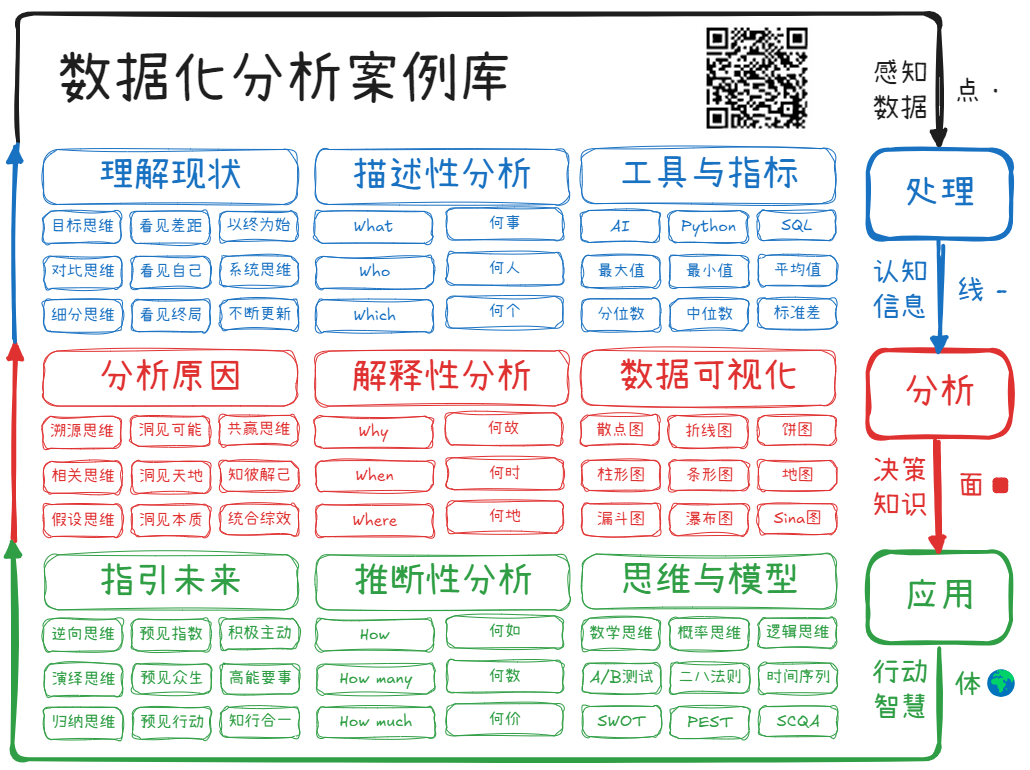 数据化分析案例库
感知
数据
点 ·
理解现状 描述性分析 工具与指标
处理
目标思维 看见差距 以终为始 What 何事 AI Python SQL
对比思维 看见自己 系统思维 Who 何人 最大值 最小值 平均值
细分思维 看见终局 不断更新 Which 何个 分位数 中位数 标准差
认知
信息
线 -
分析原因 解释性分析 数据可视化
分析
溯源思维 洞见可能 共赢思维 Why 何故 散点图 折线图 饼图
相关思维 洞见天地 知彼解己 When 何时 柱形图 条形图 地图
假设思维 洞见本质 统合综效 Where 何地 漏斗图 瀑布图 Sina图
决策
知识
面
指引未来 推断性分析 思维与模型
应用
逆向思维 预见指数 积极主动 How 何如 数学思维 概率思维 逻辑思维
演绎思维 预见众生 高能要事 How many 何数 A/B测试 二八法则 时间序列
归纳思维 预见行动 知行合一 How much 何价 SWOT PEST SCQA
行动
智慧
体